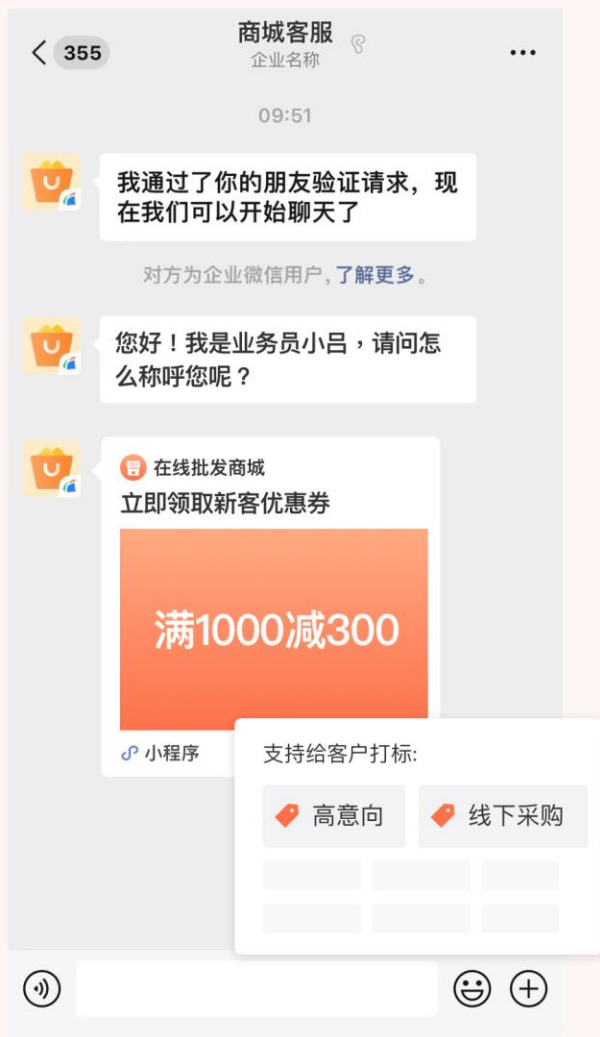 商城客服
355
企业名称
09:51
我通过了你的朋友验证请求，现
在我们可以开始聊天了
对方为企业微信用户,了解更多。
您好！我是业务员小吕，请问怎
么称呼您呢？
在线批发商城
立即领取新客优惠券
满1000减300
小程序
支持给客户打标:
高意向
线下采购